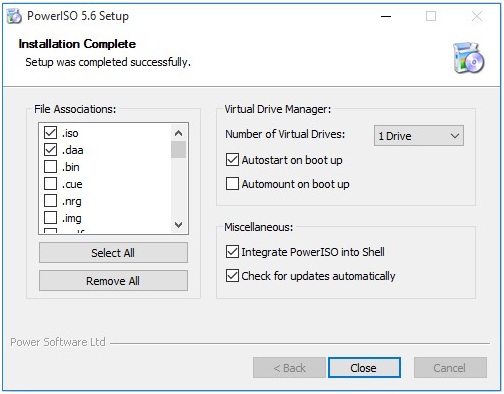 PowerISO 5.6 Setup
Installation Complete
Setup was completed successfully.
File Associations:
.iso
.daa
.bin
.cue
.nrg
.img
Select All
Remove All
Virtual Drive Manager:
Number of Virtual Drives: 1 Drive
Autostart on boot up
Automount on boot up
Miscellaneous:
Integrate PowerISO into Shell
Check for updates automatically
Power Software Ltd
< Back Close Cancel